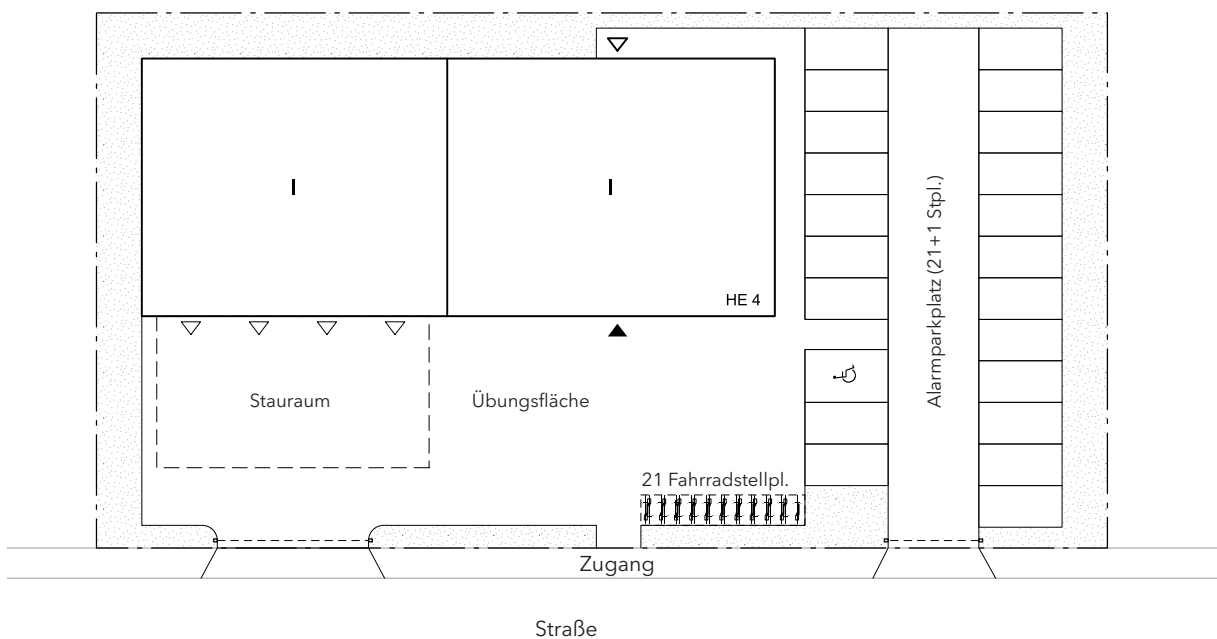 I
I
HE 4
Alarmparkplatz (21+1 Stpl.)
Stauraum
Übungsfläche
21 Fahrradstellpl.
Zugang
Straße